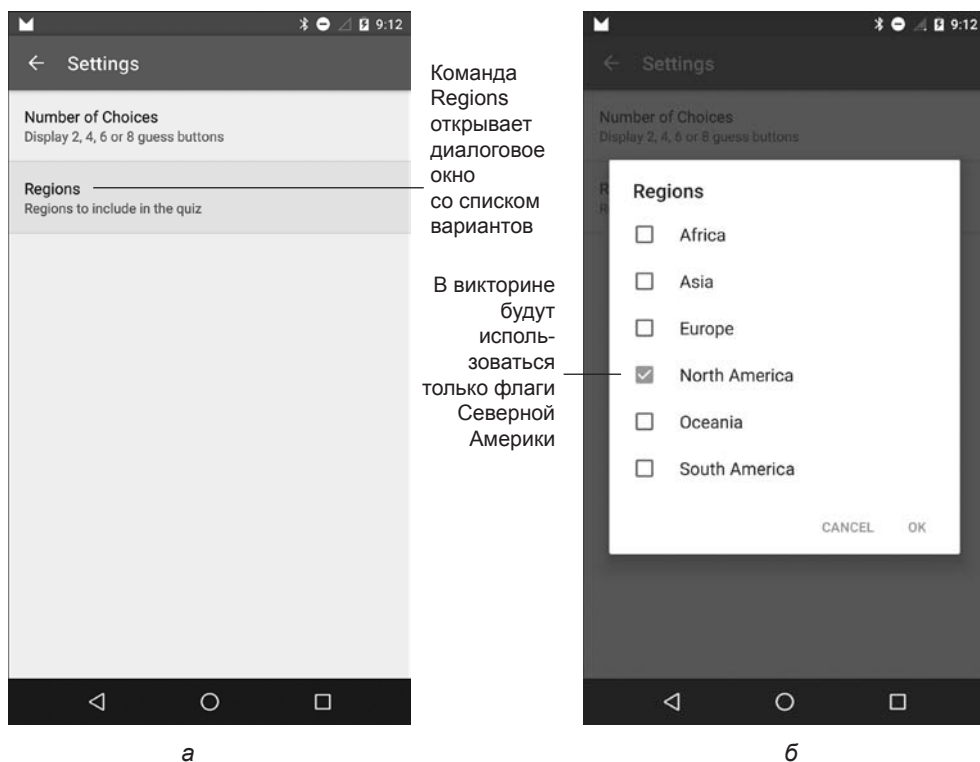 9:12
Settings
Number of Choices
Display 2, 4, 6 or 8 guess buttons
Regions
Regions to include in the quiz
Команда
Regions
открывает
диалоговое
окно
со списком
вариантов
В викторине
будут
исполь-
зоваться
только флаги
Северной
Америки
9:12
Settings
Number of Choices
Display 2, 4, 6 or 8 guess buttons
R
R
Regions
Africa
Asia
Europe
North America
Oceania
South America
CANCEL OK
а
б